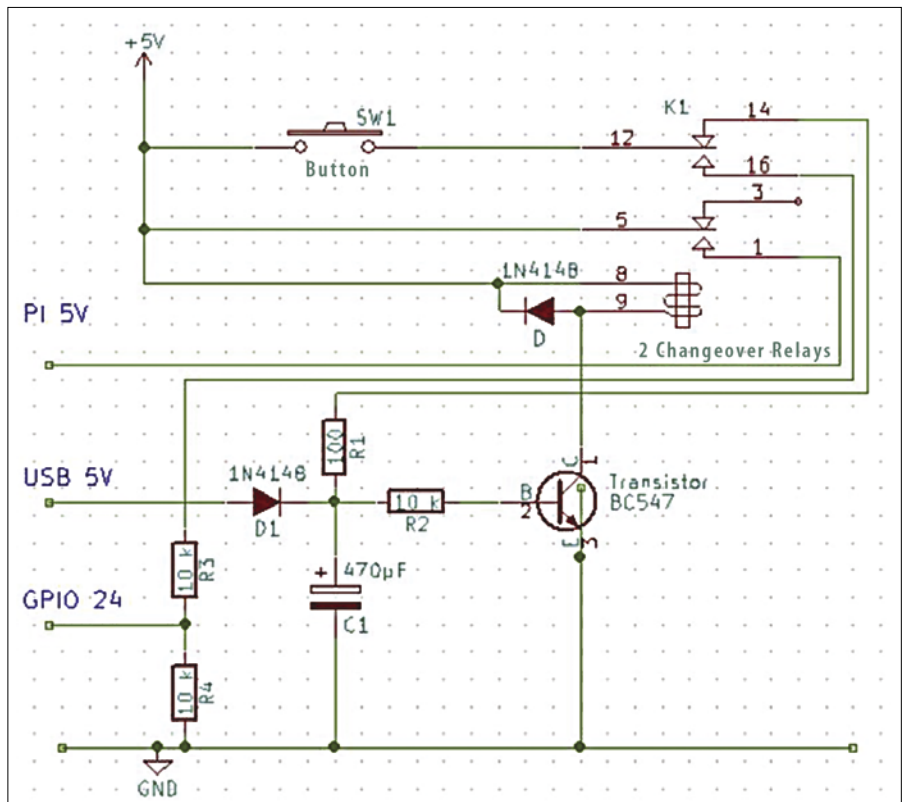 +5V
SW1
Button
K1
14
12
16
3
5
1
1N4148
8
9
D
2 Changeover Relays
PI 5V
USB 5V
1N4148
D1
100
R1
10 k
R2
B
2
C
1
E
3
Transistor
BC547
10 k
R3
GPIO 24
+
470µF
C1
10 k
R4
GND